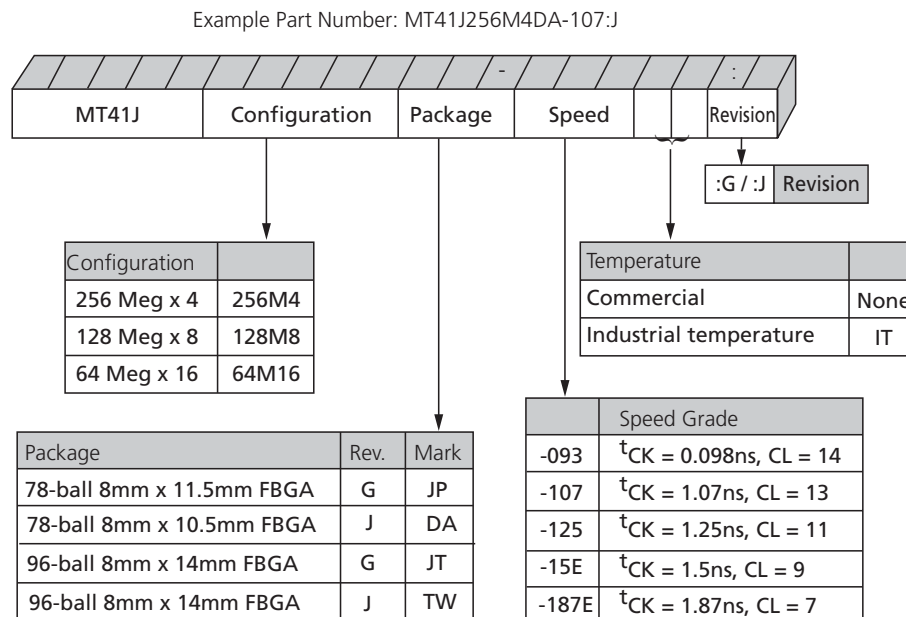 Example Part Number: MT41J256M4DA-107:J
- :
MT41J Configuration Package Speed Revision
:G / :J Revision
Configuration
256 Meg x 4 256M4
128 Meg x 8 128M8
64 Meg x 16 64M16
Temperature
Commercial None
Industrial temperature IT
Package Rev. Mark
78-ball 8mm x 11.5mm FBGA G JP
78-ball 8mm x 10.5mm FBGA J DA
96-ball 8mm x 14mm FBGA G JT
96-ball 8mm x 14mm FBGA J TW
Speed Grade
-093 tCK = 0.098ns, CL = 14
-107 tCK = 1.07ns, CL = 13
-125 tCK = 1.25ns, CL = 11
-15E tCK = 1.5ns, CL = 9
-187E tCK = 1.87ns, CL = 7